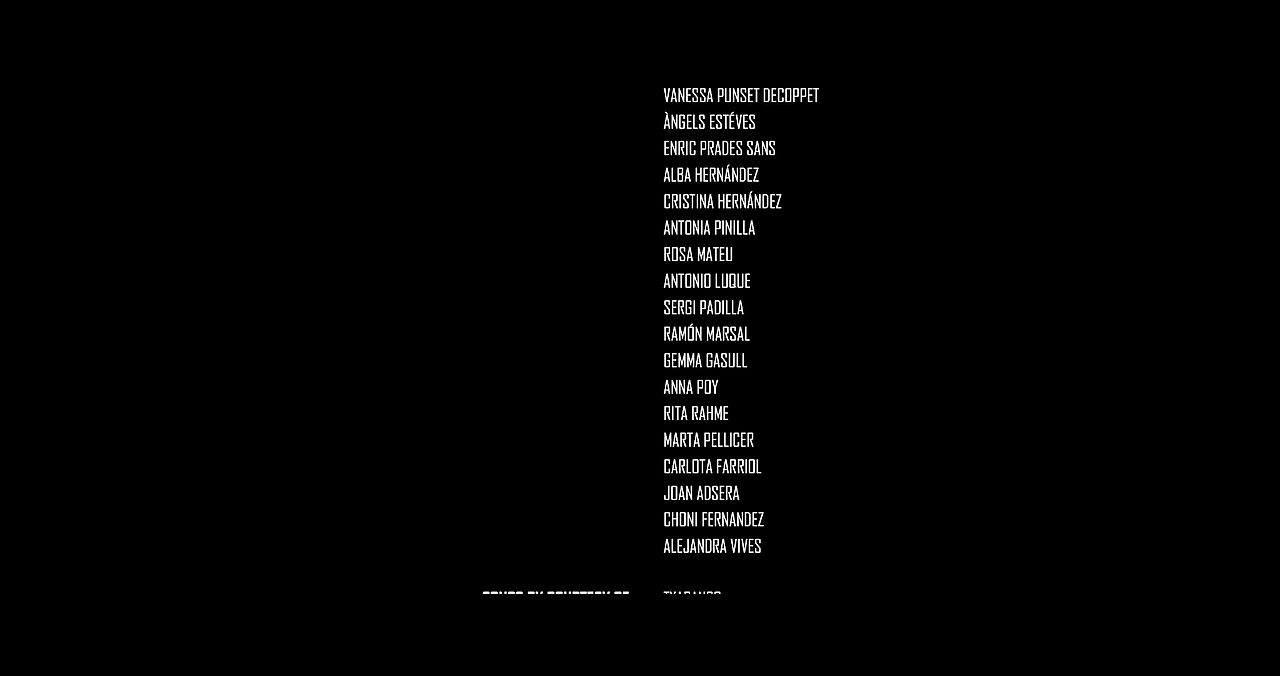 VANESSA PUNSET DECOPPET
ÀNGELS ESTÉVES
ENRIC PRADES SANS
ALBA HERNÁNDEZ
CRISTINA HERNÁNDEZ
ANTONIA PINILLA
ROSA MATEU
ANTONIO LUQUE
SERGI PADILLA
RAMÓN MARSAL
GEMMA GASULL
ANNA POY
RITA RAHME
MARTA PELLICER
CARLOTA FARRIOL
JOAN ADSERA
CHONI FERNANDEZ
ALEJANDRA VIVES